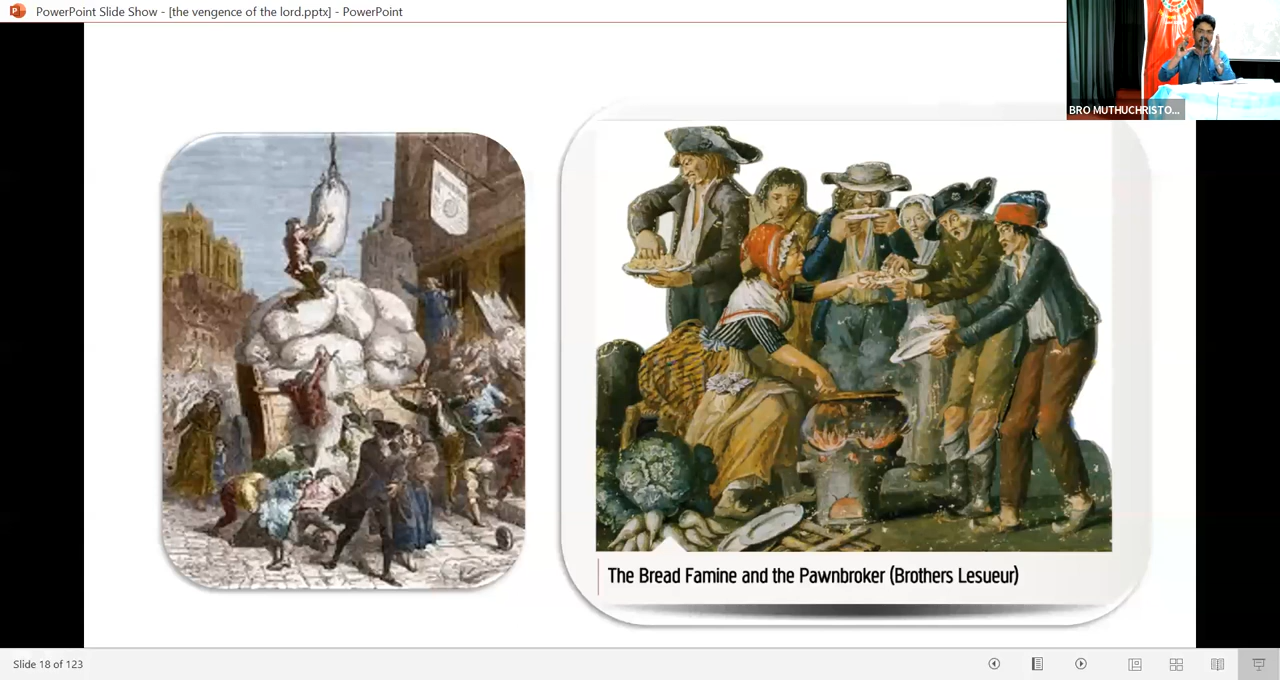 PowerPoint Slide Show - [the vengence of the lord.pptx] - PowerPoint
BRO MUTHUCHRISTO...
The Bread Famine and the Pawnbroker (Brothers Lesueur)
Slide 18 of 123